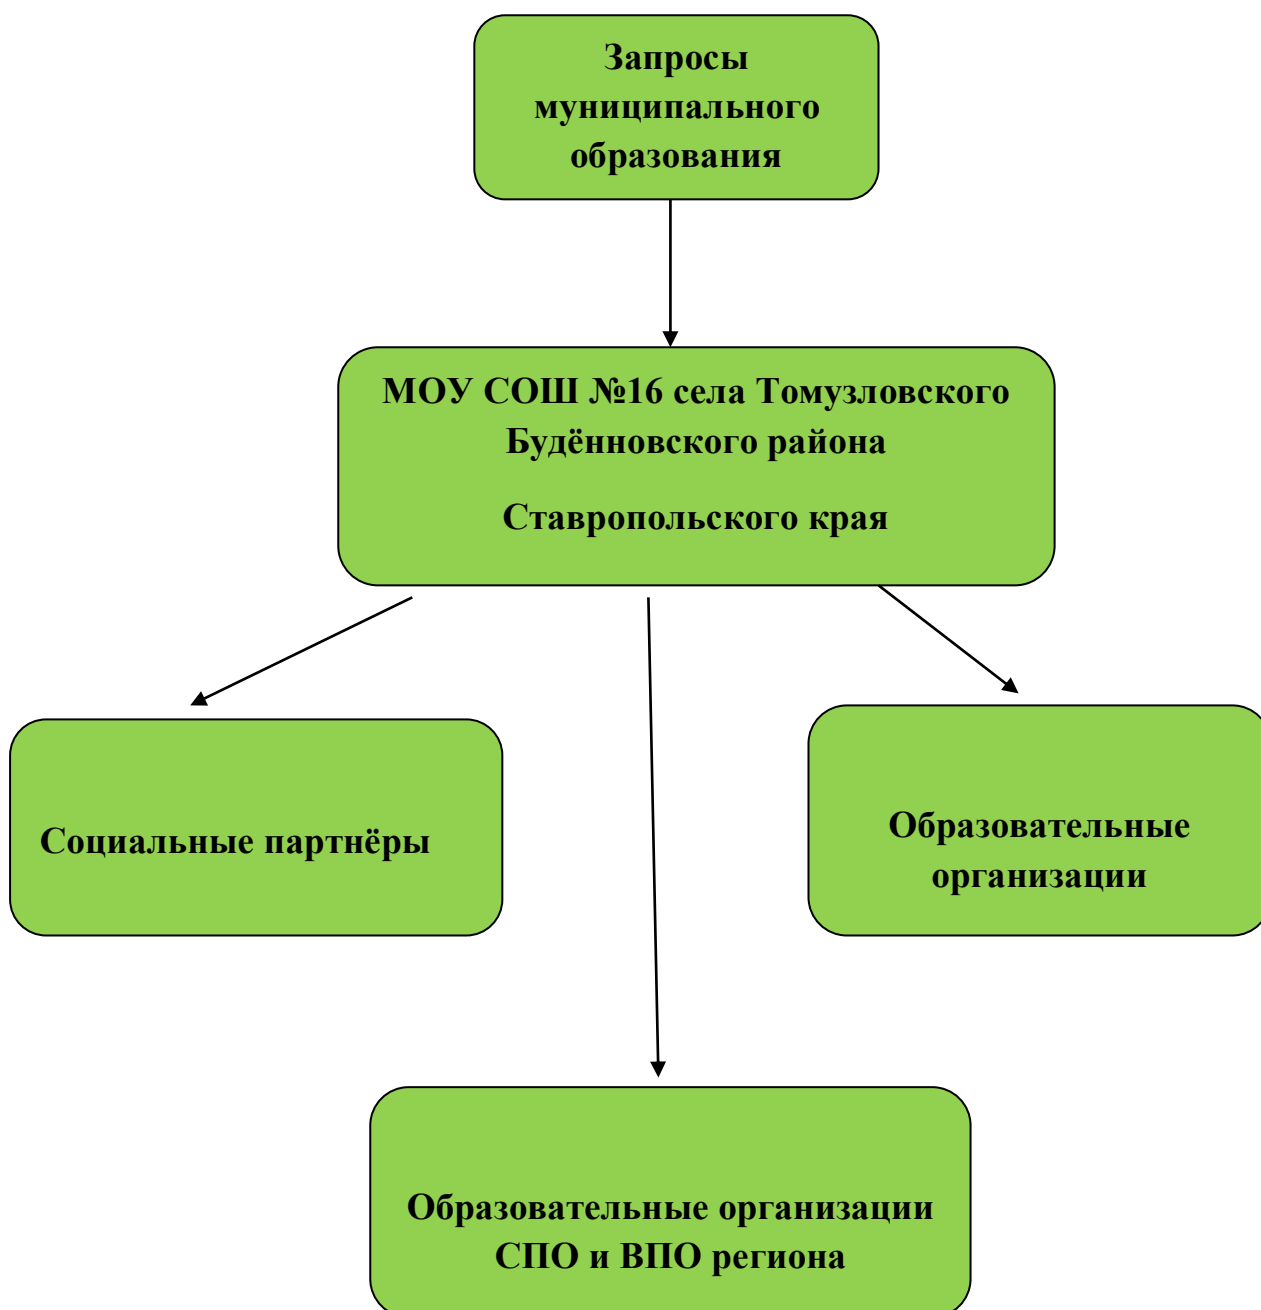 Запросы
муниципального
образования
МОУ СОШ №16 села Томузловского
Будённовского района
Ставропольского края
Социальные партнёры
Образовательные
организации
Образовательные организации
СПО и ВПО региона